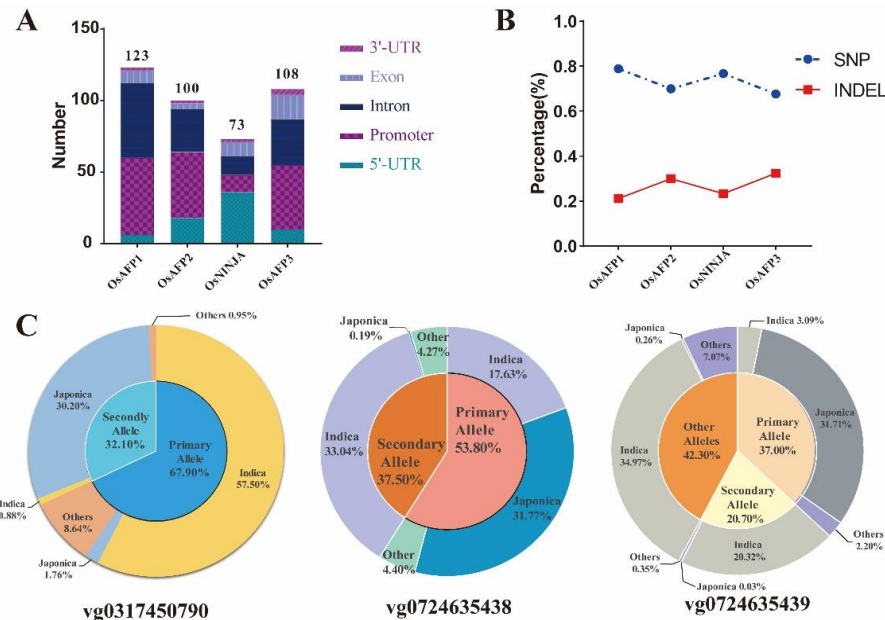 A
150
100
50
0
Number
123
100
73
108
OsAFP1
OsAFP2
OsNINJA
OsAFP3
3'-UTR
Exon
Intron
Promoter
5'-UTR
B
1.0
0.8
0.6
0.4
0.2
0.0
Percentage(%)
OsAFP1
OsAFP2
OsNINJA
OsAFP3
SNP
INDEL
C
Others 0.95%
Japonica
30.20%
Secondly
Allele
32.10%
Primary
Allele
67.90%
Indica
57.50%
Indica
0.88%
Others
8.64%
Japonica
1.76%
vg0317450790
Japonica
0.19%
Other
4.27%
Indica
17.63%
Primary
Allele
53.80%
Secondary
Allele
37.50%
Indica
33.04%
Japonica
31.77%
Other
4.40%
vg0724635438
Japonica
0.26%
Others
7.07%
Indica 3.09%
Other
Alleles
42.30%
Primary
Allele
37.00%
Japonica
31.71%
Indica
34.97%
Secondary
Allele
20.70%
Others
2.20%
Indica
20.32%
Others
0.35%
Japonica 0.03%
vg0724635439